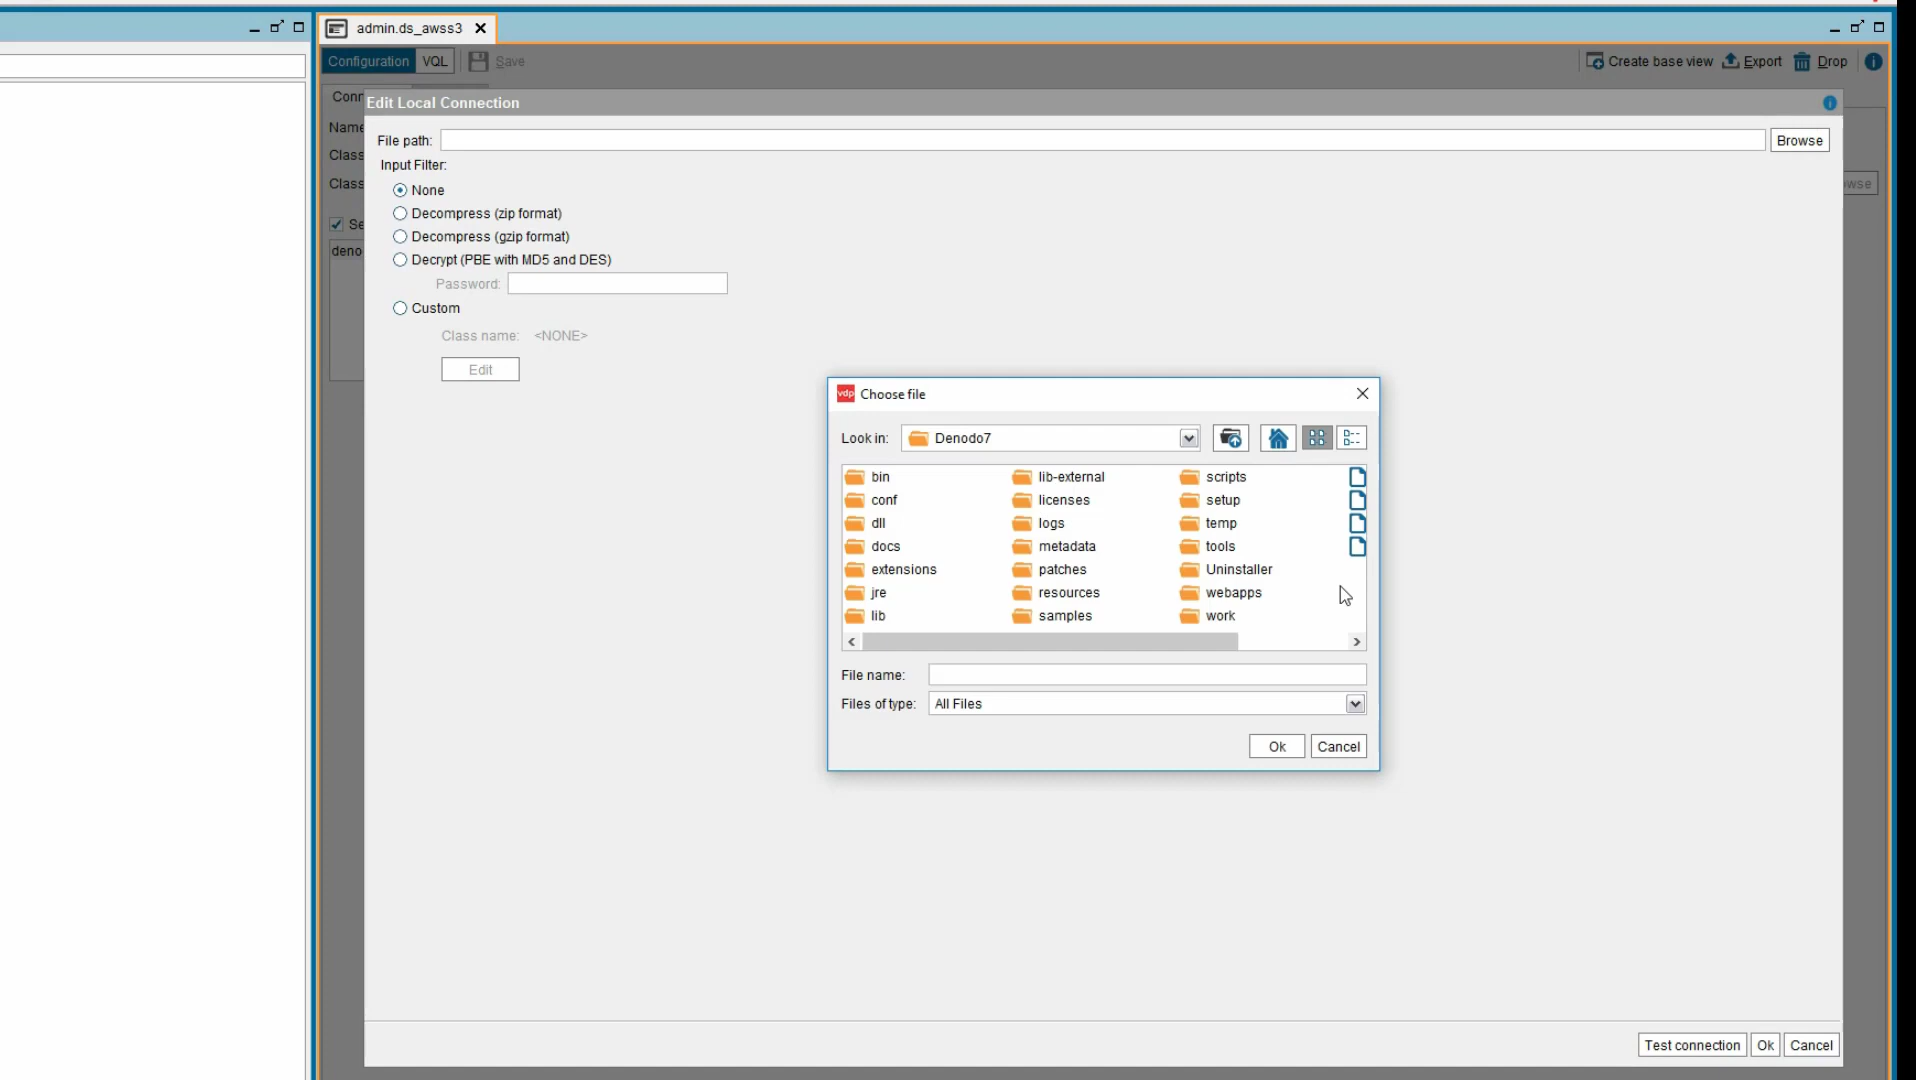 admin.ds_awss3
Configuration VQL Save
Create base view Export Drop
Conn
Edit Local Connection
Name
File path: Browse
Class
Input Filter:
Class
None
wse
Decompress (zip format)
Se
Decompress (gzip format)
deno
Decrypt (PBE with MD5 and DES)
Password:
Custom
Class name: <NONE>
Edit
vdp Choose file
Look in: Denodo7
bin lib-external scripts
conf licenses setup
dll logs temp
docs metadata tools
extensions patches Uninstaller
jre resources webapps
lib samples work
File name:
Files of type: All Files
Ok Cancel
Test connection Ok Cancel